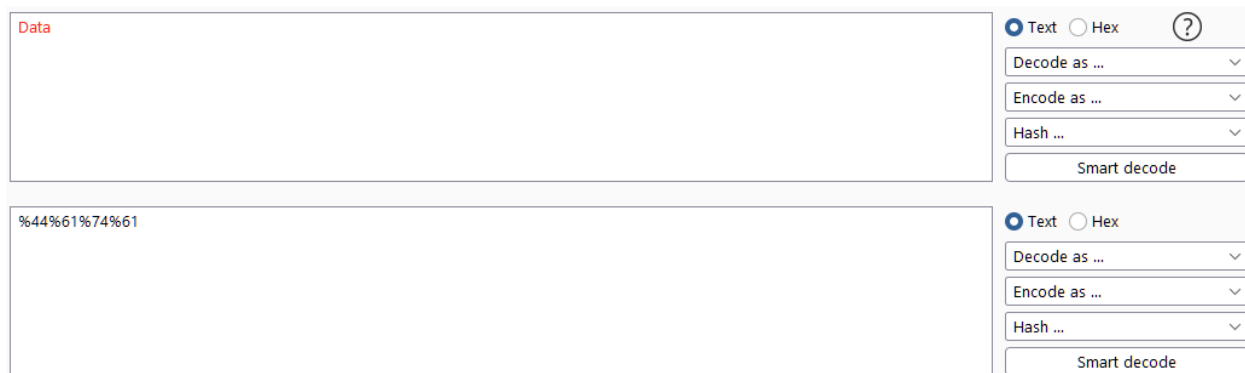 Data
Text Hex ?
Decode as ...
Encode as ...
Hash ...
Smart decode
%44%61%74%61
Text Hex
Decode as ...
Encode as ...
Hash ...
Smart decode